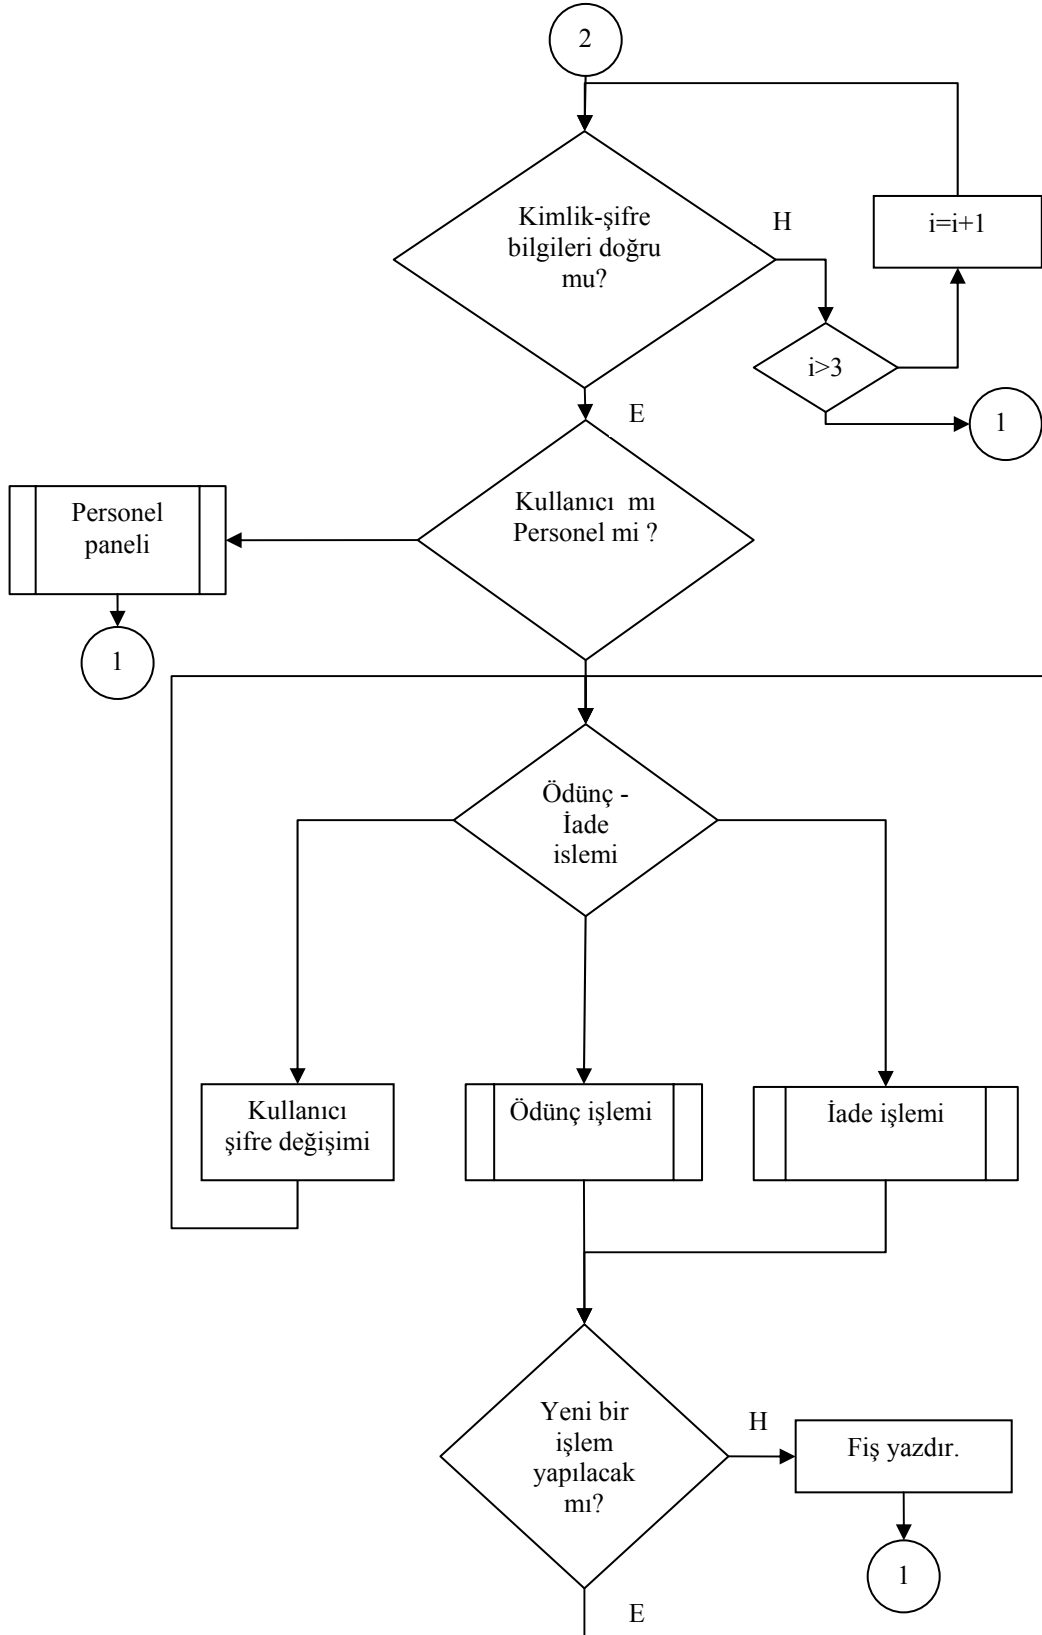 2
Kimlik-şifre
bilgileri doğru
mu?
H
i=i+1
i>3
1
E
Kullanıcı mı
Personel mi ?
Personel
paneli
1
Ödünç -
İade
islemi
Kullanıcı
şifre değişimi
Ödünç işlemi
İade işlemi
Yeni bir
işlem
yapılacak
mı?
H
Fiş yazdır.
1
E